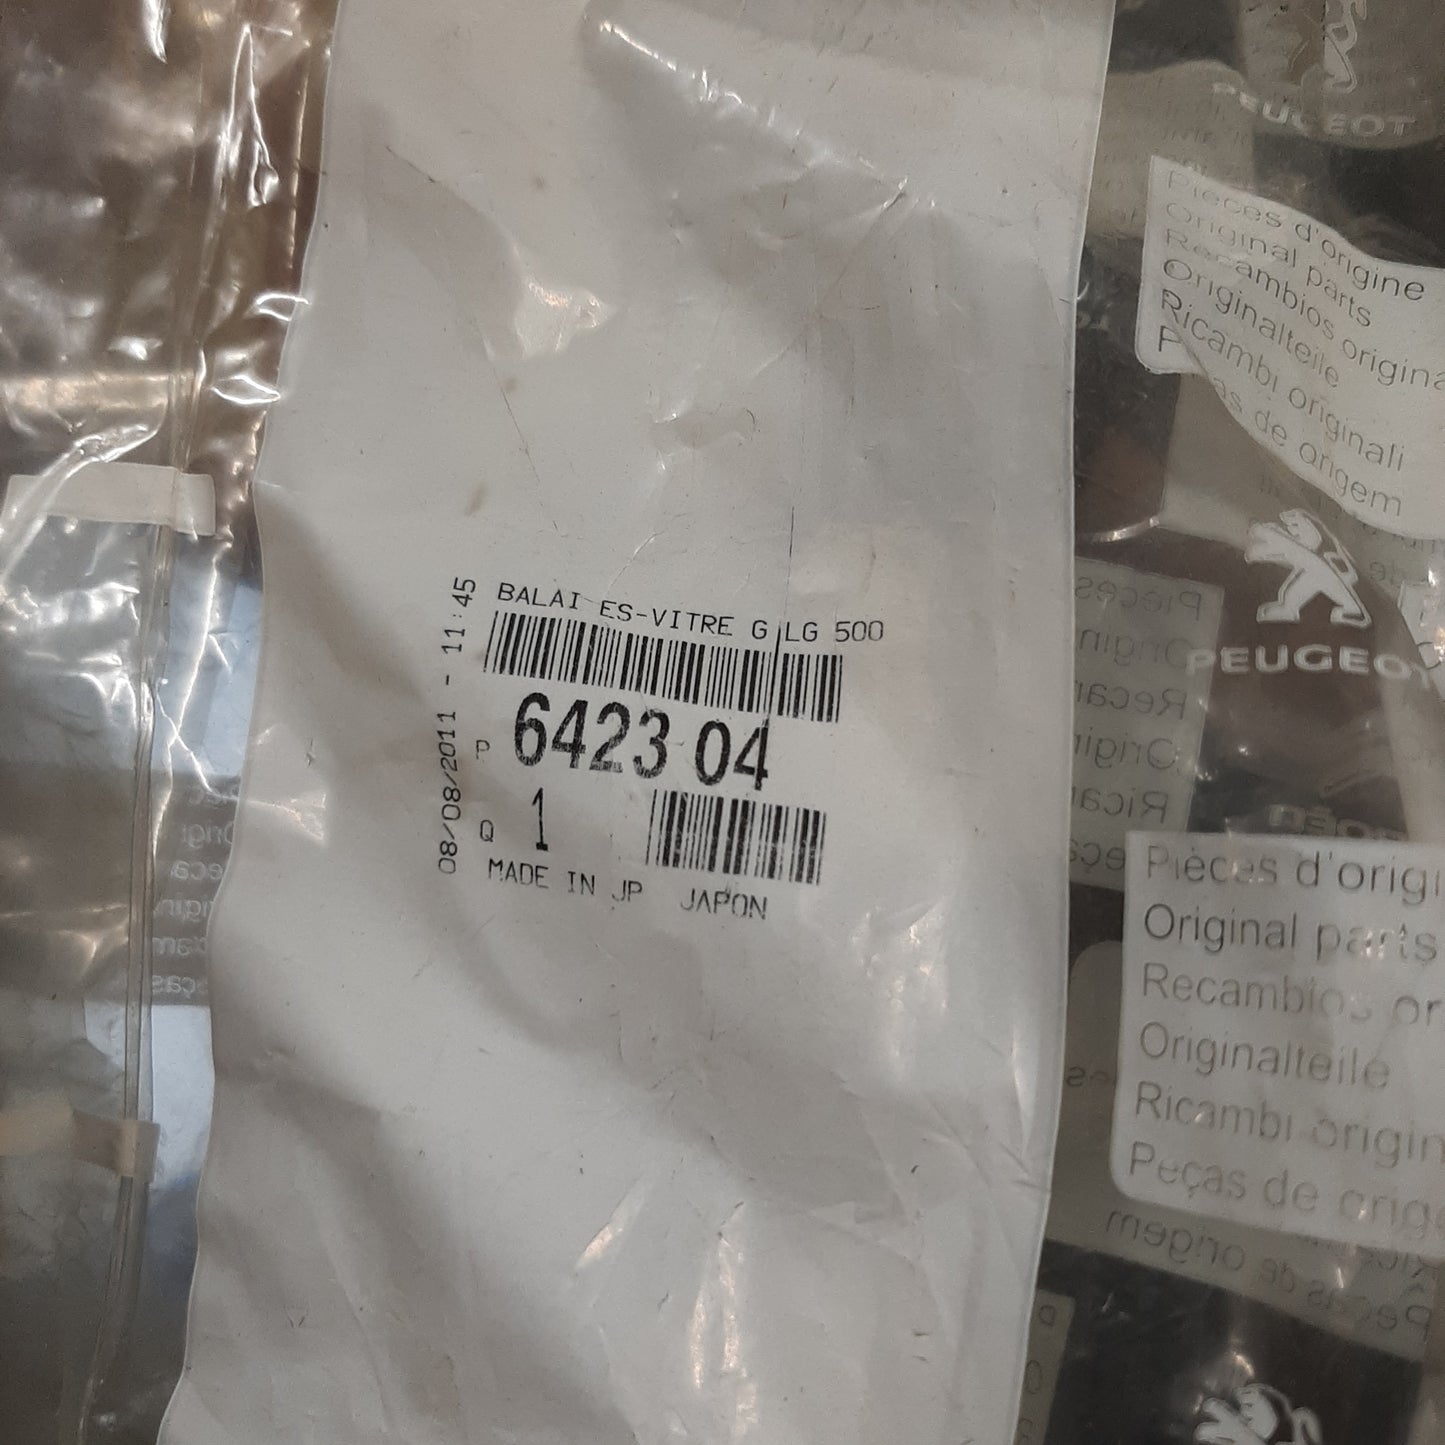 BALAI ES-VITRE G LG 500
08/08/2011 - 11:45
P 6423 04
Q 1
MADE IN JP JAPON
PEUGEOT
Pièces d'origine
Original parts
Recambios origina
Originalteile
Ricambi originali
as de origem
PEUGEOT
Pièces d'origi
Original parts
Recambios or
Originalteile
Ricambi origin
Peças de orig